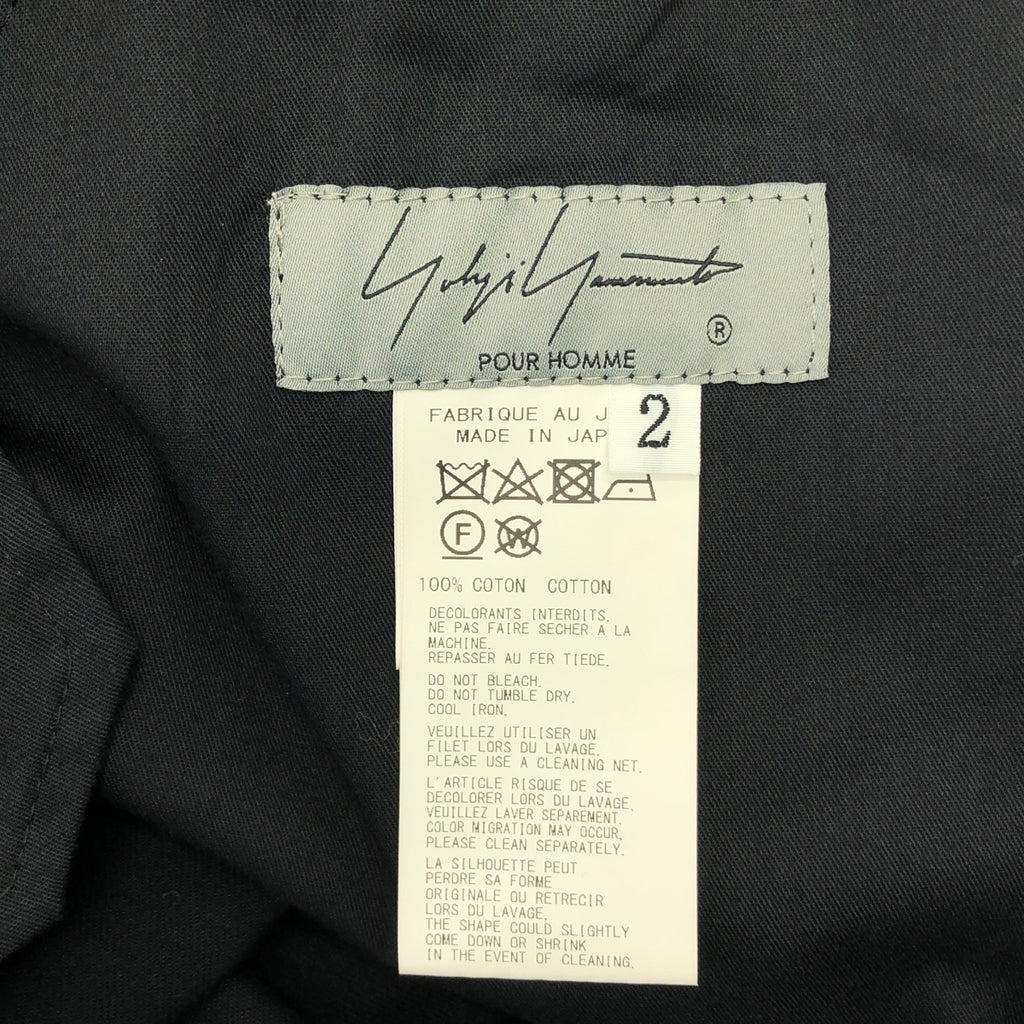 Yohji Yamamoto
®
POUR HOMME
2
FABRIQUE AU J
MADE IN JAP
F
W
100% COTON COTTON
DECOLORANTS INTERDITS.
NE PAS FAIRE SECHER A LA
MACHINE.
REPASSER AU FER TIEDE.
DO NOT BLEACH.
DO NOT TUMBLE DRY.
COOL IRON.
VEUILLEZ UTILISER UN
FILET LORS DU LAVAGE.
PLEASE USE A CLEANING NET.
L'ARTICLE RISQUE DE SE
DECOLORER LORS DU LAVAGE,
VEUILLEZ LAVER SEPAREMENT.
COLOR MIGRATION MAY OCCUR,
PLEASE CLEAN SEPARATELY.
LA SILHOUETTE PEUT
PERDRE SA FORME
ORIGINALE OU RETRECIR
LORS DU LAVAGE.
THE SHAPE COULD SLIGHTLY
COME DOWN OR SHRINK
IN THE EVENT OF CLEANING.